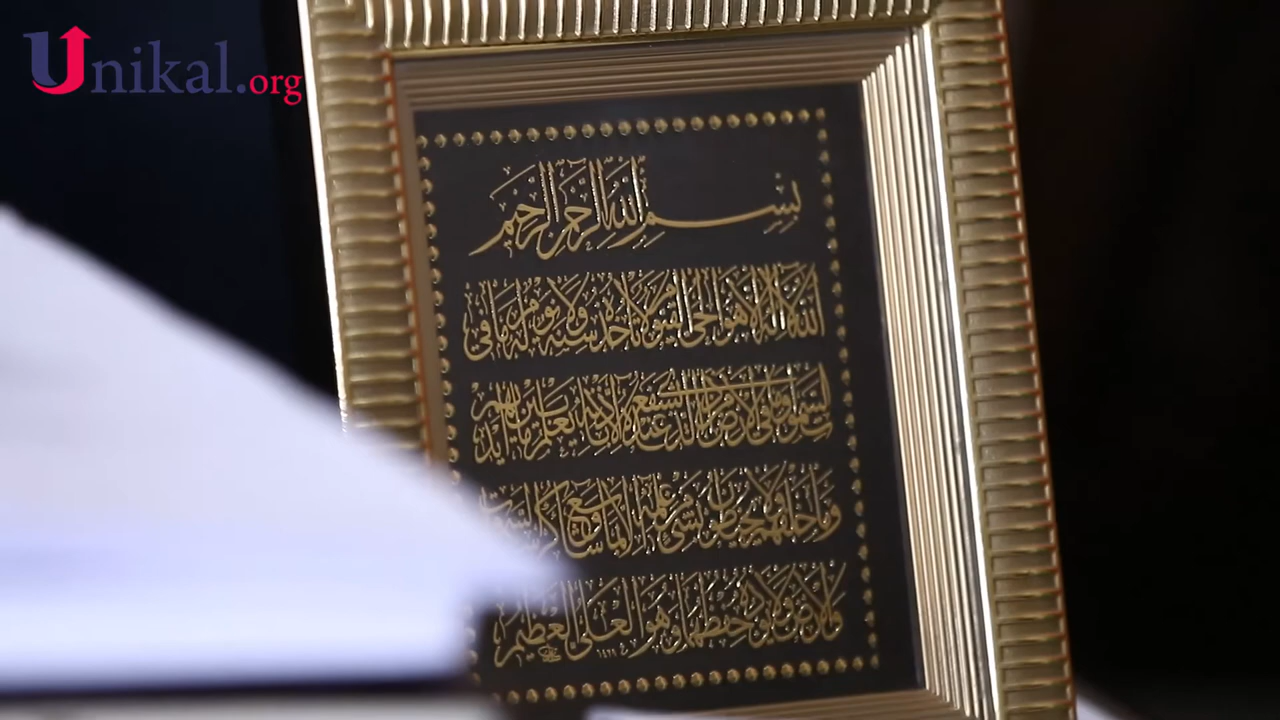 Unikal.org
بسم الله الرحمن الرحيم
الله لا إله إلا هو الحي القيوم لا تأخذه سنة ولا نوم له ما في
السموات وما في الأرض من ذا الذي يشفع عنده إلا بإذنه يعلم ما بين أيديهم
وما خلفهم ولا يحيطون بشيء من علمه إلا بما شاء وسع كرسيه السموات
والأرض ولا يؤده حفظهما وهو العلي العظيم